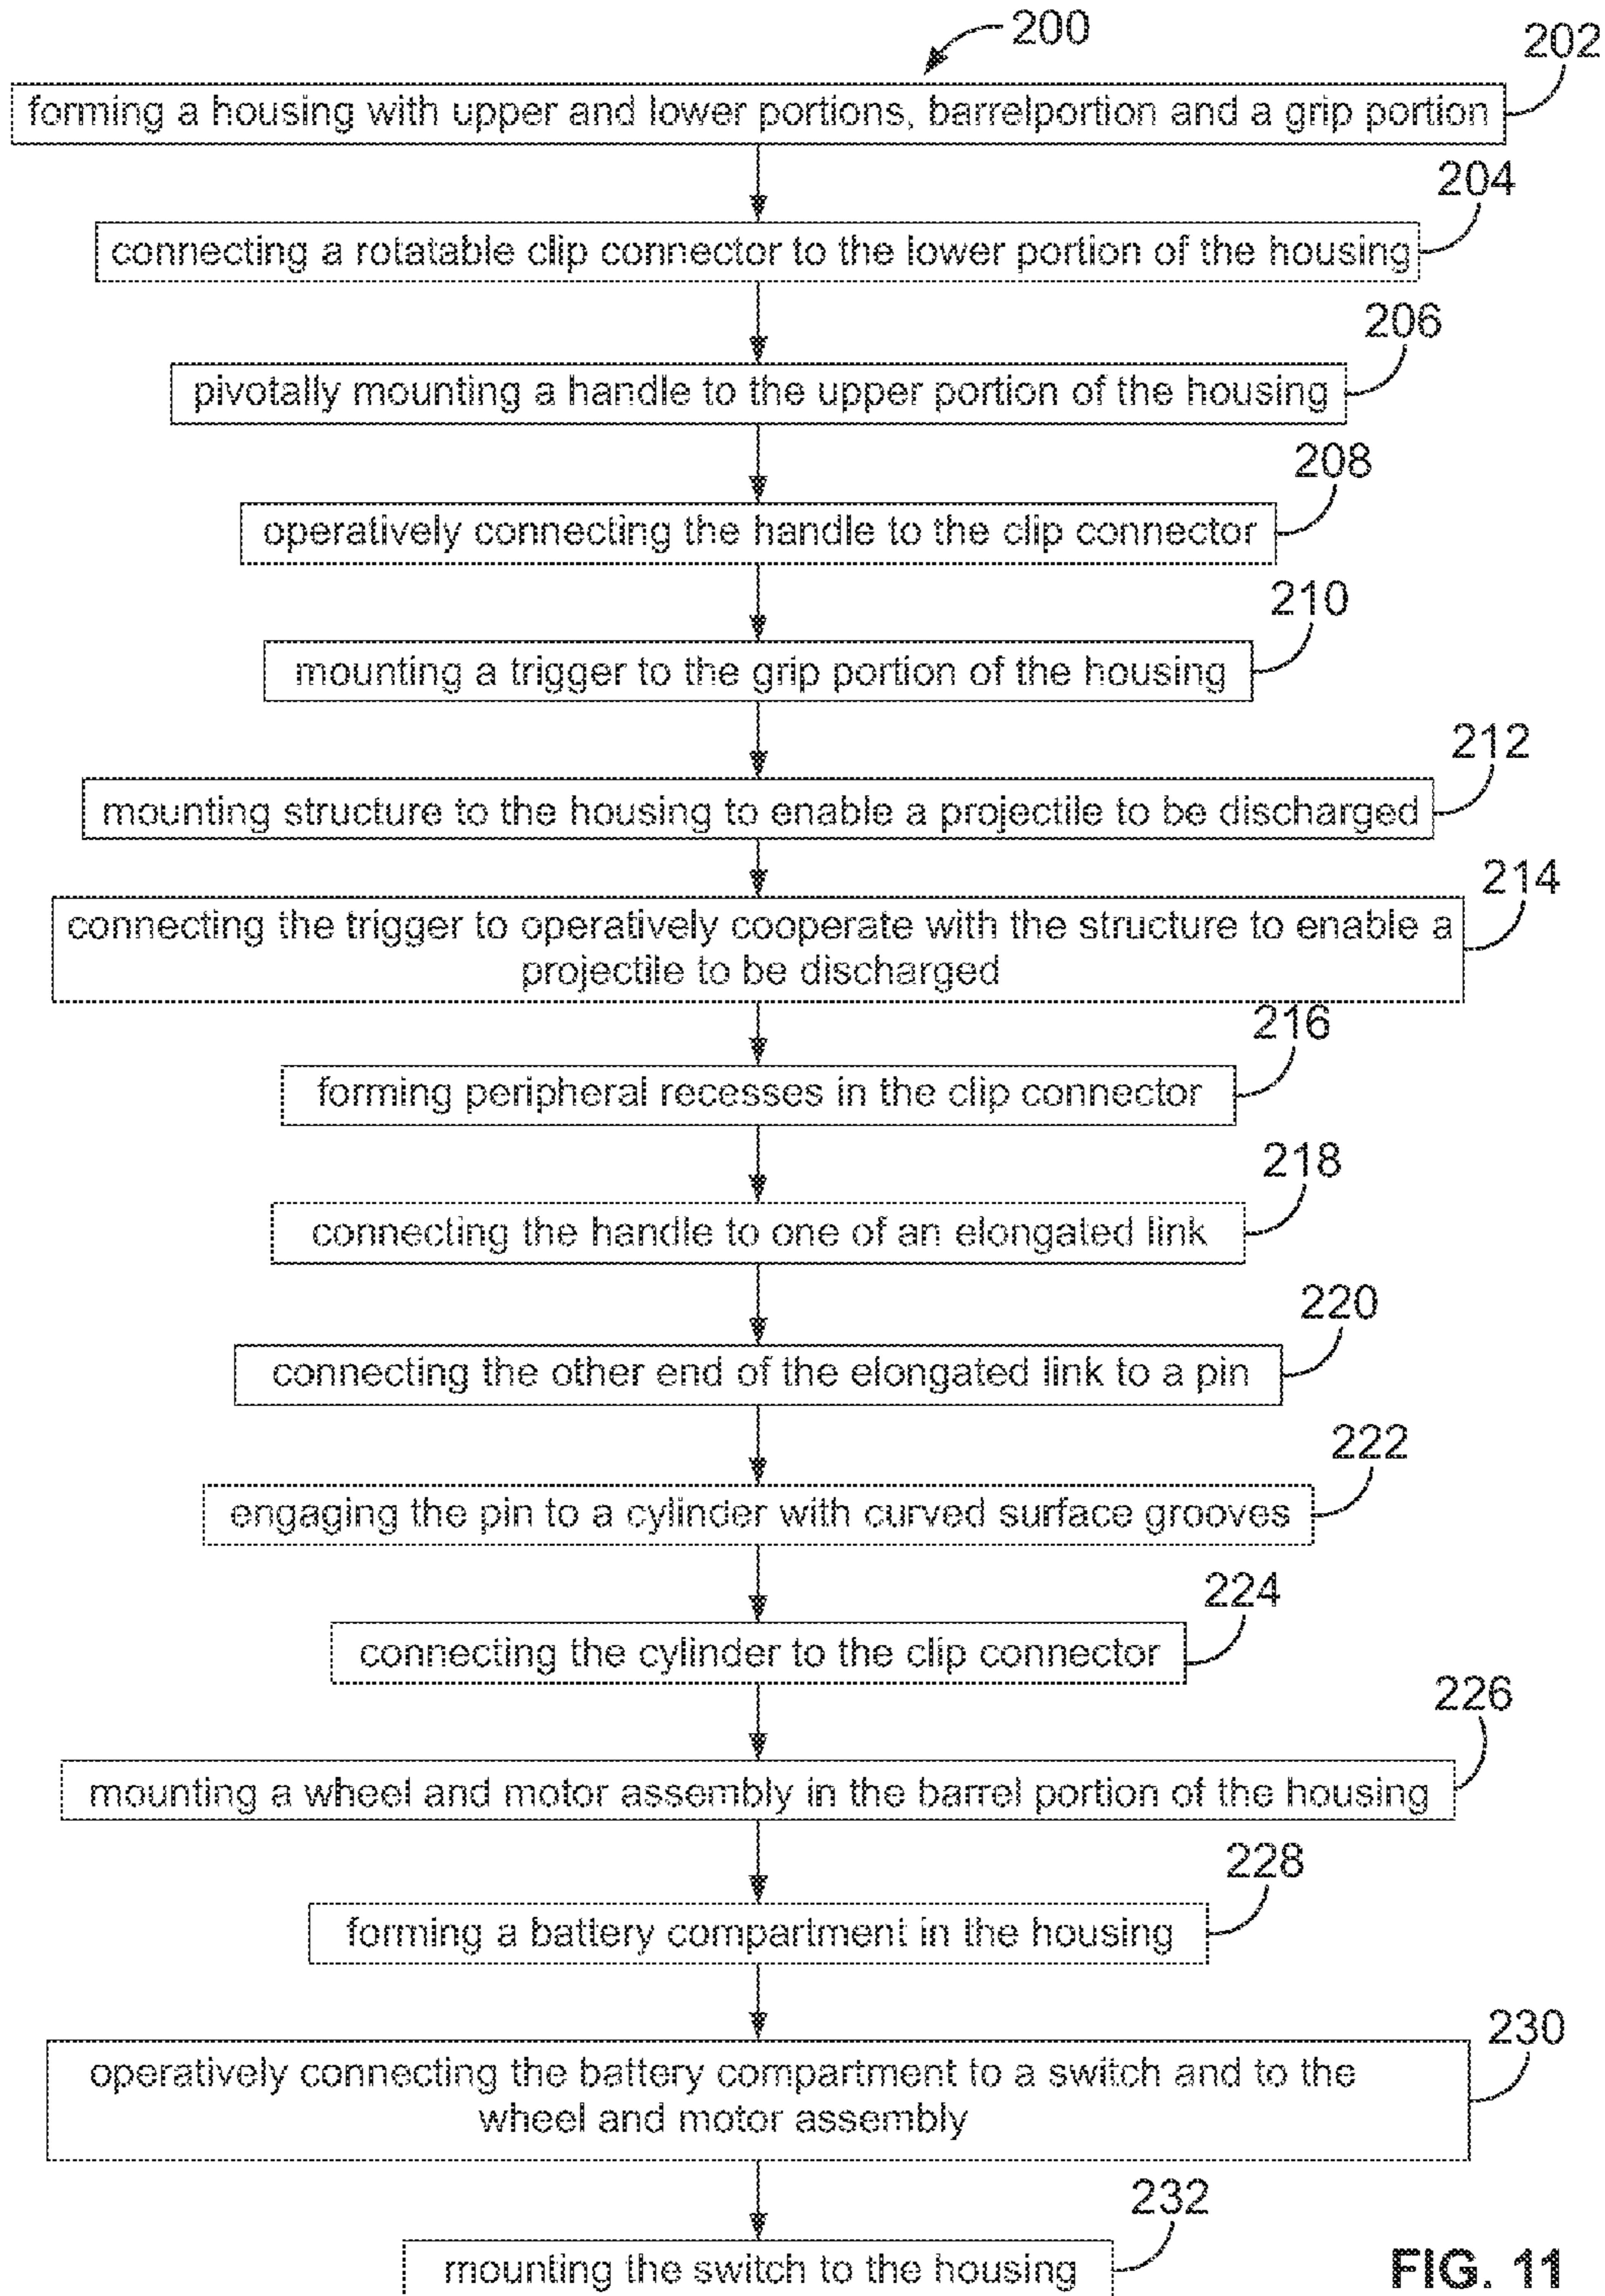 200
202
forming a housing with upper and lower portions, barrelportion and a grip portion
204
connecting a rotatable clip connector to the lower portion of the housing
206
pivotally mounting a handle to the upper portion of the housing
208
operatively connecting the handle to the clip connector
210
mounting a trigger to the grip portion of the housing
212
mounting structure to the housing to enable a projectile to be discharged
214
connecting the trigger to operatively cooperate with the structure to enable a
projectile to be discharged
216
forming peripheral recesses in the clip connector
218
connecting the handle to one of an elongated link
220
connecting the other end of the elongated link to a pin
222
engaging the pin to a cylinder with curved surface grooves
224
connecting the cylinder to the clip connector
226
mounting a wheel and motor assembly in the barrel portion of the housing
228
forming a battery compartment in the housing
230
operatively connecting the battery compartment to a switch and to the
wheel and motor assembly
232
mounting the switch to the housing
FIG. 11